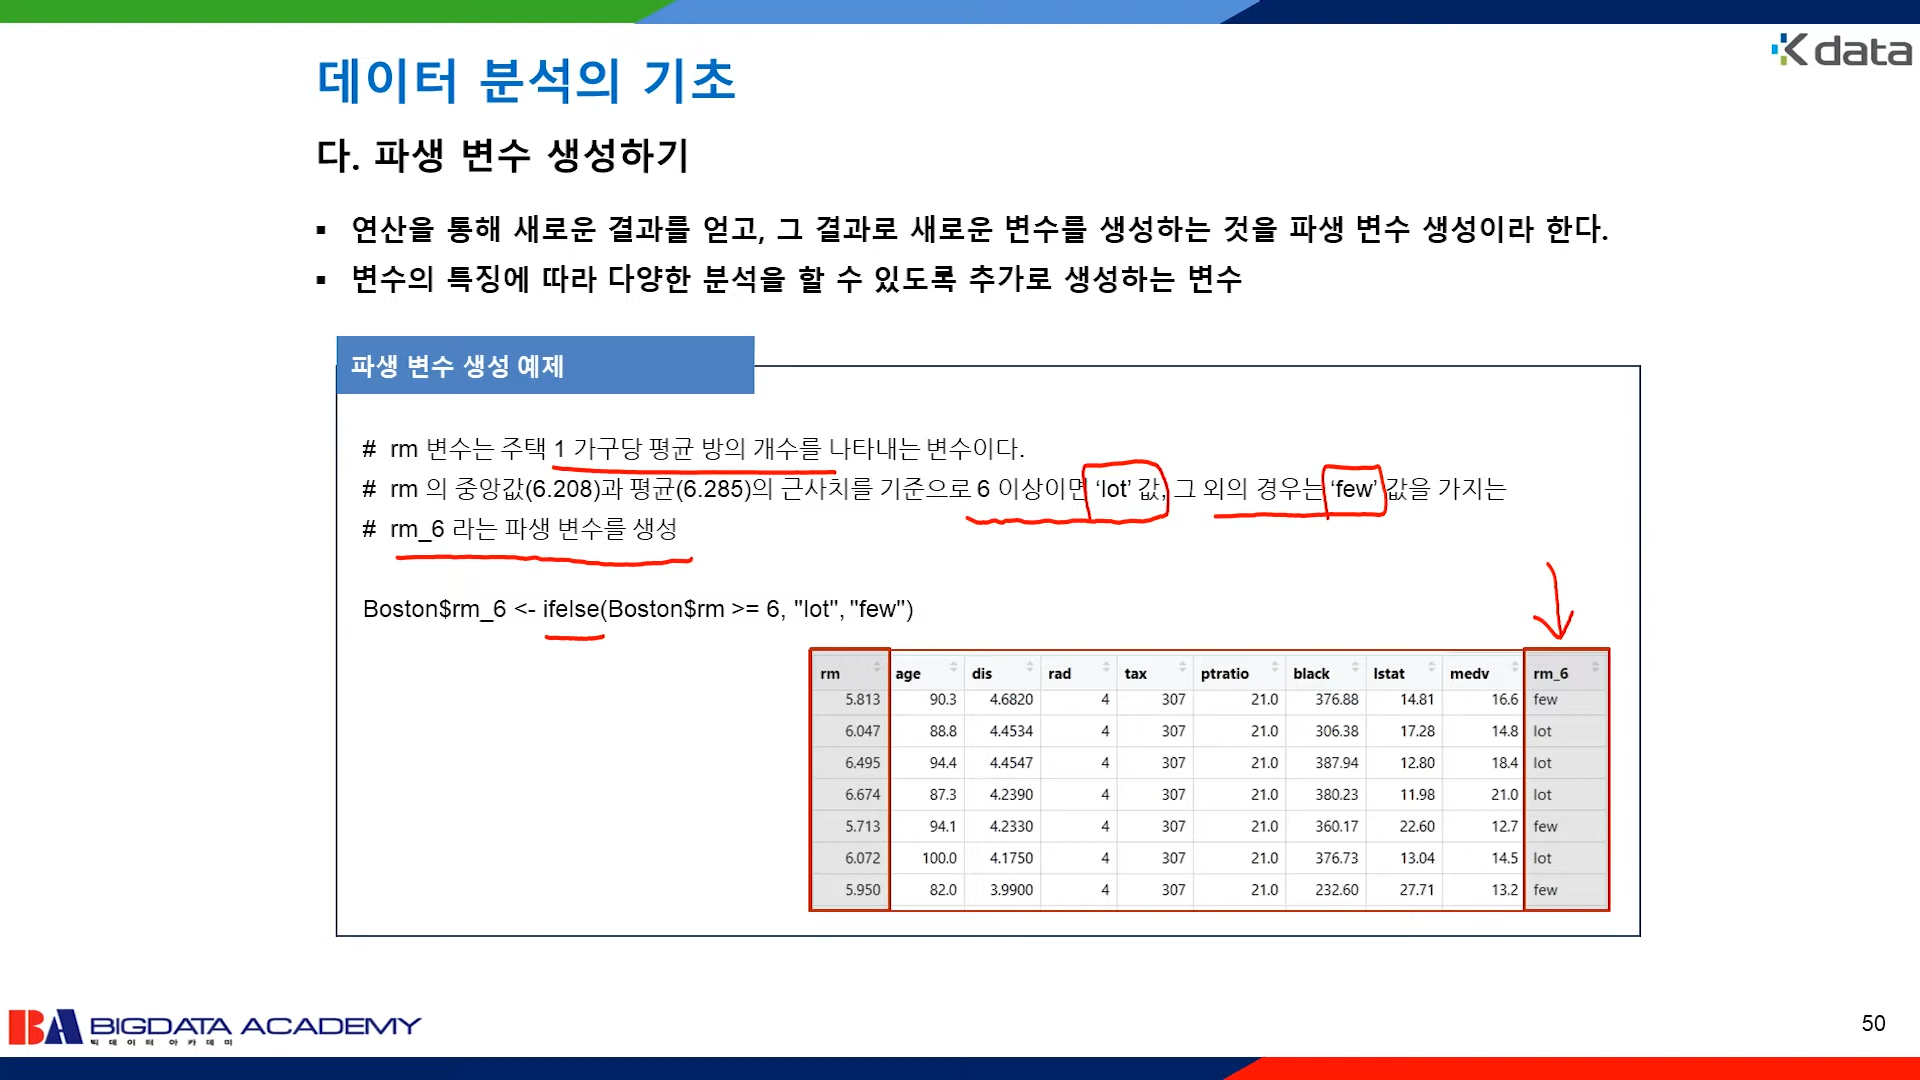 Kdata
데이터 분석의 기초
다. 파생 변수 생성하기
▪ 연산을 통해 새로운 결과를 얻고, 그 결과로 새로운 변수를 생성하는 것을 파생 변수 생성이라 한다.
▪ 변수의 특징에 따라 다양한 분석을 할 수 있도록 추가로 생성하는 변수
파생 변수 생성 예제
# rm 변수는 주택 1 가구당 평균 방의 개수를 나타내는 변수이다.
# rm 의 중앙값(6.208)과 평균(6.285)의 근사치를 기준으로 6 이상이면 ‘lot’ 값, 그 외의 경우는 ‘few’ 값을 가지는
# rm_6 라는 파생 변수를 생성
Boston$rm_6 <- ifelse(Boston$rm >= 6, "lot", "few")
rm age dis rad tax ptratio black lstat medv rm_6
5.813 90.3 4.6820 4 307 21.0 376.88 14.81 16.6 few
6.047 88.8 4.4534 4 307 21.0 306.38 17.28 14.8 lot
6.495 94.4 4.4547 4 307 21.0 387.94 12.80 18.4 lot
6.674 87.3 4.2390 4 307 21.0 380.23 11.98 21.0 lot
5.713 94.1 4.2330 4 307 21.0 360.17 22.60 12.7 few
6.072 100.0 4.1750 4 307 21.0 376.73 13.04 14.5 lot
5.950 82.0 3.9900 4 307 21.0 232.60 27.71 13.2 few
BA BIGDATA ACADEMY
빅데이터 아카데미
50